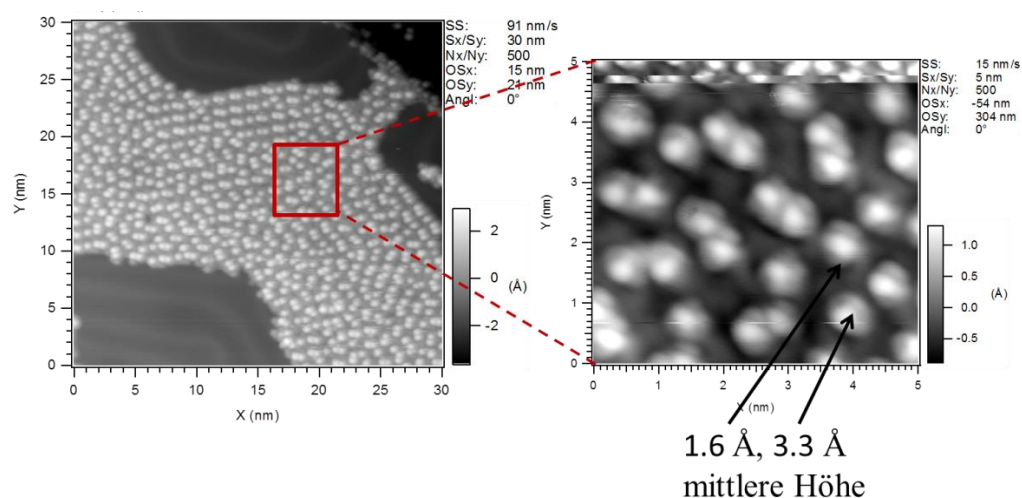 30
25
20
15
10
5
0
Y (nm)
0 5 10 15 20 25 30
X (nm)
SS: 91 nm/s
Sx/Sy: 30 nm
Nx/Ny: 500
OSx: 15 nm
OSy: 21 nm
Angl: 0°
2
0
-2
(Å)
5
4
3
2
1
0
Y (nm)
0 1 2 3 4 5
X (nm)
SS: 15 nm/s
Sx/Sy: 5 nm
Nx/Ny: 500
OSx: -54 nm
OSy: 304 nm
Angl: 0°
1.0
0.5
0.0
-0.5
(Å)
1.6 Å, 3.3 Å
mittlere Höhe